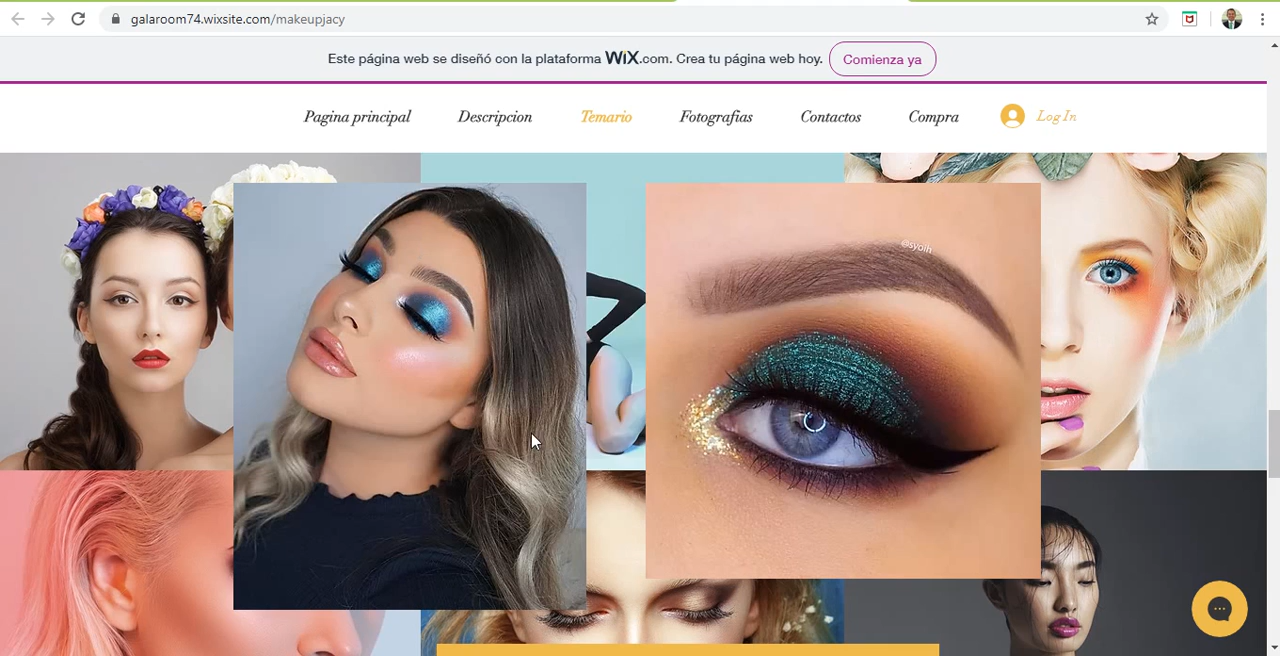 galaroom74.wixsite.com/makeupjacy
Este página web se diseñó con la plataforma WiX.com. Crea tu página web hoy. Comienza ya
Pagina principal Descripcion Temario Fotografias Contactos Compra Log In
@syoih